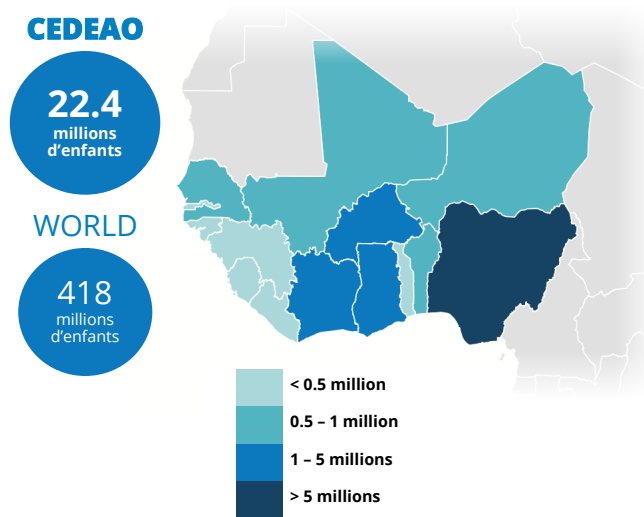 CEDEAO
22.4
millions
d'enfants
WORLD
418
millions
d'enfants
< 0.5 million
0.5 – 1 million
1 – 5 millions
> 5 millions